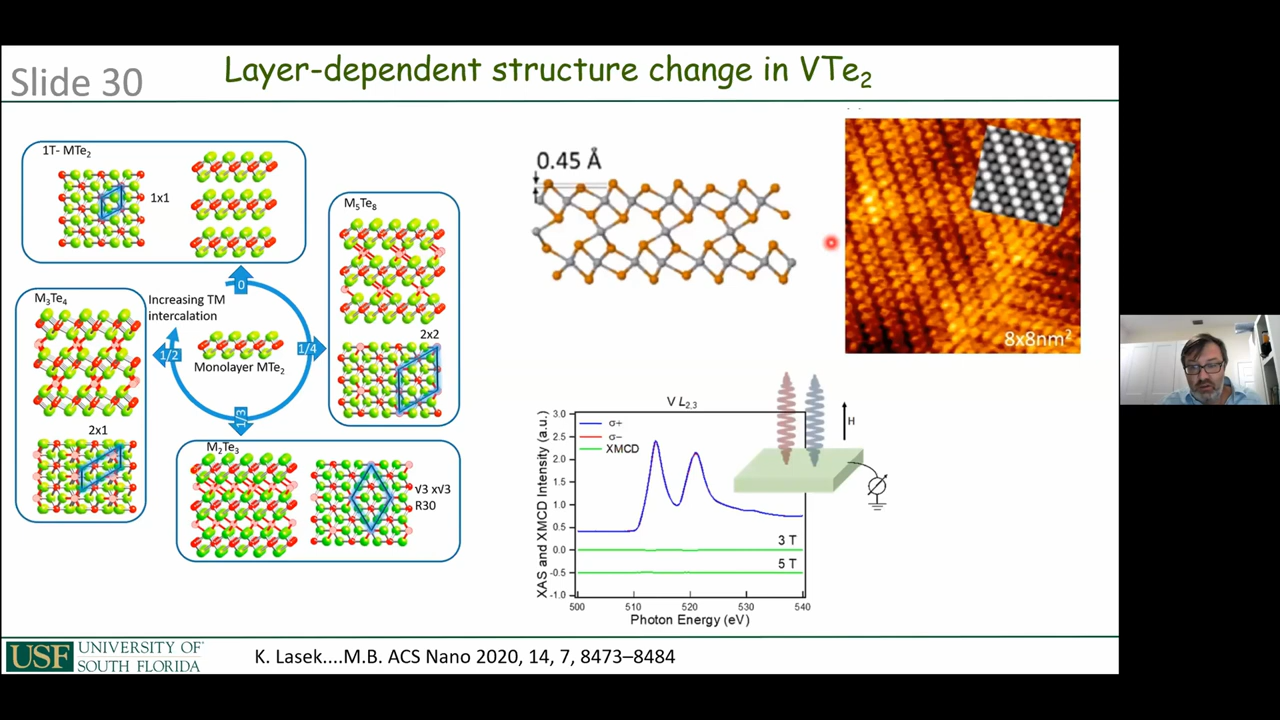 Slide 30
Layer-dependent structure change in VTe₂
1T- MTe₂
1x1
M₅Te₈
2x2
M₃Te₄
2x1
Increasing TM
intercalation
0
1/2
1/4
1/3
Monolayer MTe₂
M₂Te₃
√3 x√3
R30
0.45 Å
8x8nm²
V L₂,₃
σ+
σ−
XMCD
XAS and XMCD Intensity (a.u.)
3.0
2.5
2.0
1.5
1.0
0.5
0.0
-0.5
-1.0
3 T
5 T
500
510
520
530
540
Photon Energy (eV)
H
USF UNIVERSITY OF
SOUTH FLORIDA
K. Lasek....M.B. ACS Nano 2020, 14, 7, 8473–8484